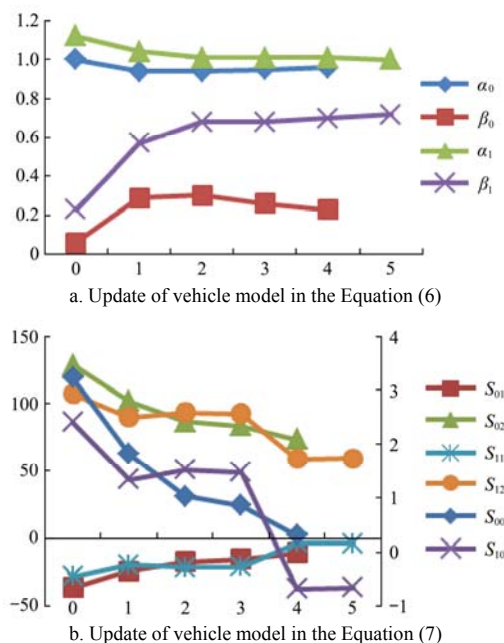 1.2
1.0
0.8
0.6
0.4
0.2
0
0 1 2 3 4 5
α₀
β₀
α₁
β₁
a. Update of vehicle model in the Equation (6)
150
100
50
0
−50
4
3
2
1
0
−1
0 1 2 3 4 5
S₀₁
S₀₂
S₁₁
S₁₂
S₀₀
S₁₀
b. Update of vehicle model in the Equation (7)